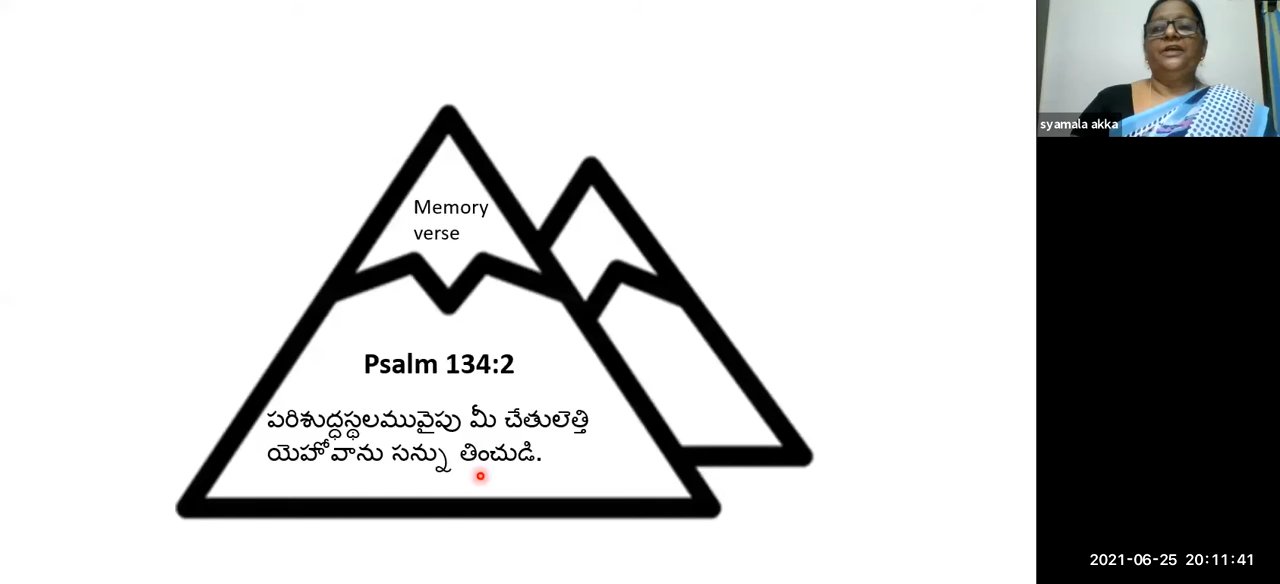 Memory
verse
Psalm 134:2
పరిశుద్ధస్థలమువైపు మీ చేతులెత్తి
యెహోవాను సన్ను తించుడి.
syamala akka
2021-06-25 20:11:41